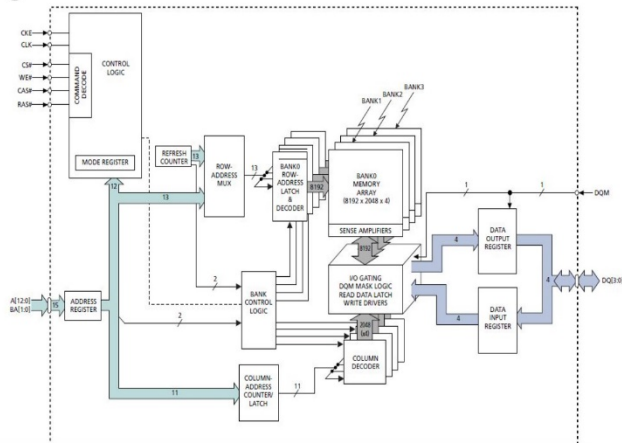 CKE
CLK
CS#
WE#
CAS#
RAS#
CONTROL
LOGIC
COMMAND
DECODE
MODE REGISTER
REFRESH
COUNTER
13
12
13
ROW-
ADDRESS
MUX
13
BANK0
ROW-
ADDRESS
LATCH
&
DECODER
8192
BANK1
BANK2
BANK3
BANK0
MEMORY
ARRAY
(8192 x 2048 x 4)
SENSE AMPLIFIERS
8192
I/O GATING
DQM MASK LOGIC
READ DATA LATCH
WRITE DRIVERS
1
1
DQM
4
DATA
OUTPUT
REGISTER
4
DQ[3:0]
4
DATA
INPUT
REGISTER
A[12:0]
BA[1:0]
15
ADDRESS
REGISTER
2
2
BANK
CONTROL
LOGIC
2048
(x4)
COLUMN
DECODER
11
COLUMN-
ADDRESS
COUNTER/
LATCH
11